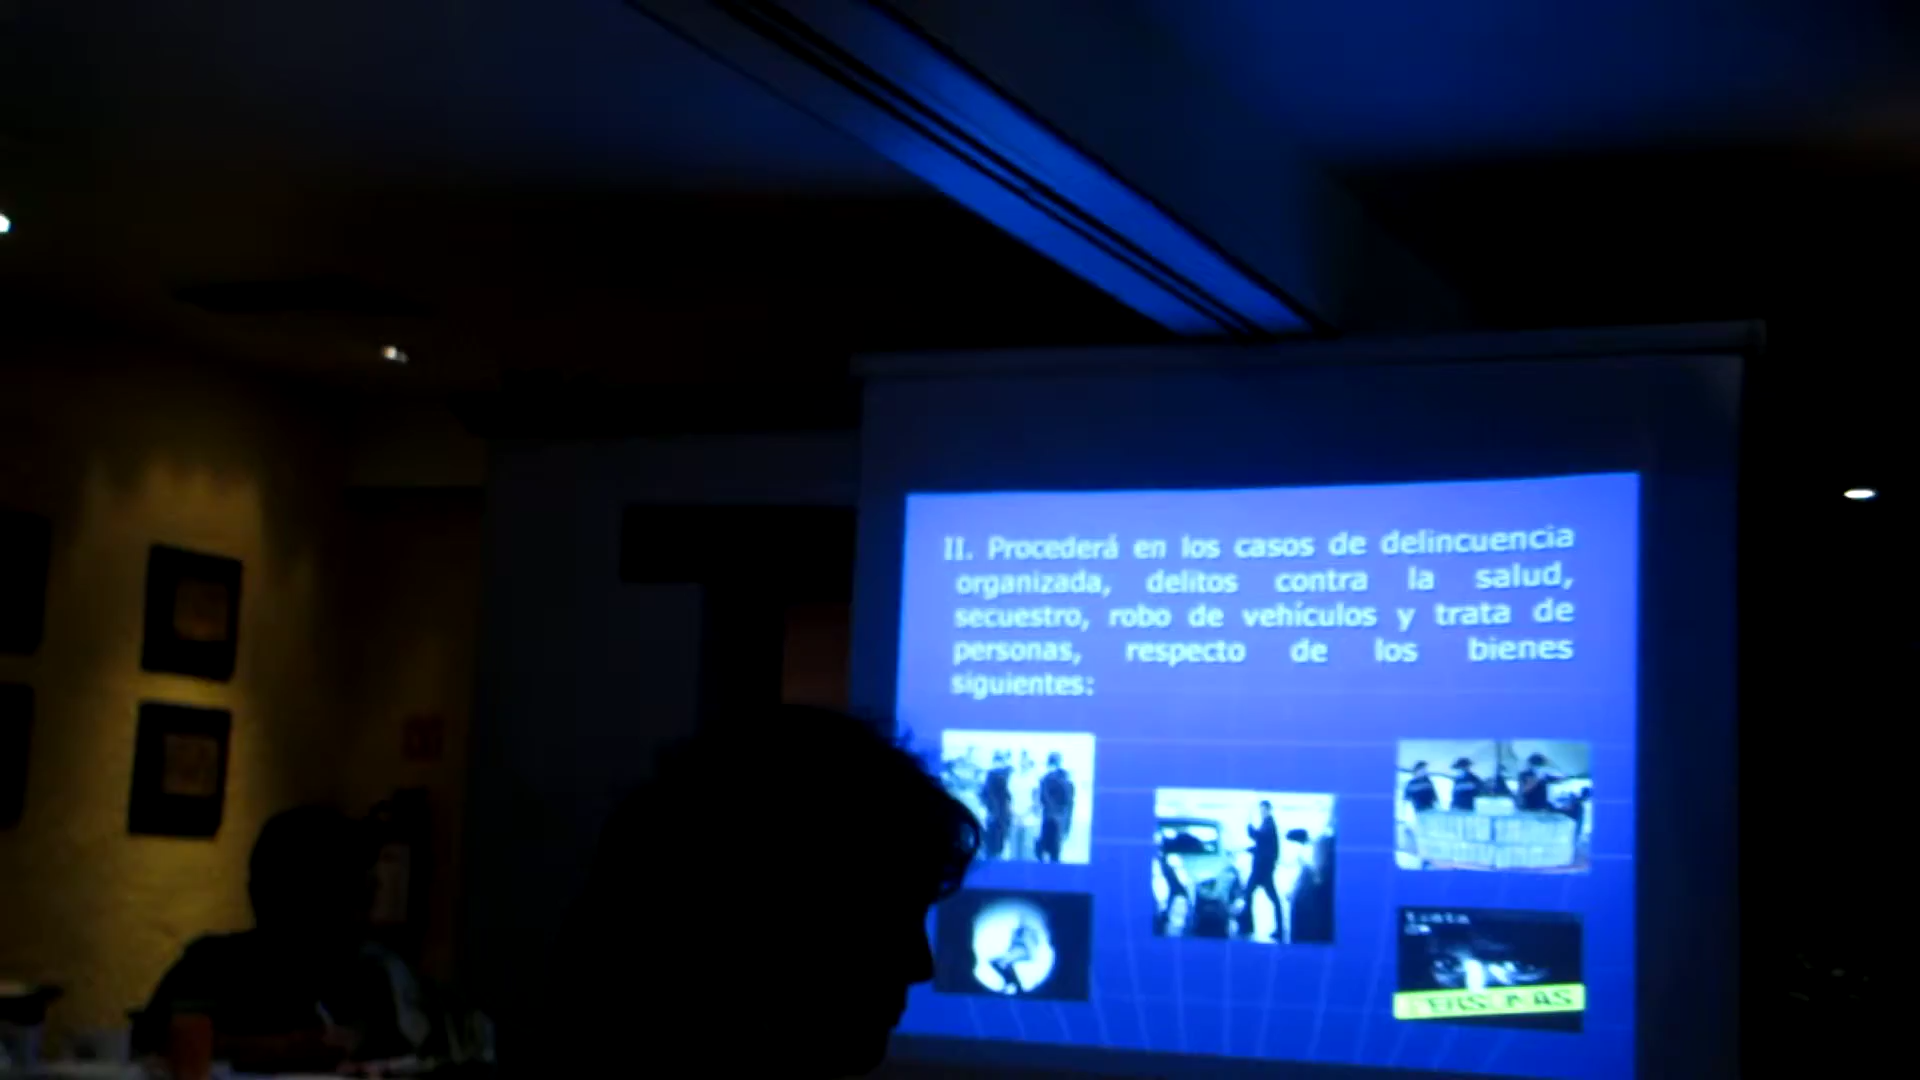 II. Procederá en los casos de delincuencia
organizada, delitos contra la salud,
secuestro, robo de vehículos y trata de
personas, respecto de los bienes
siguientes:
PERSONAS